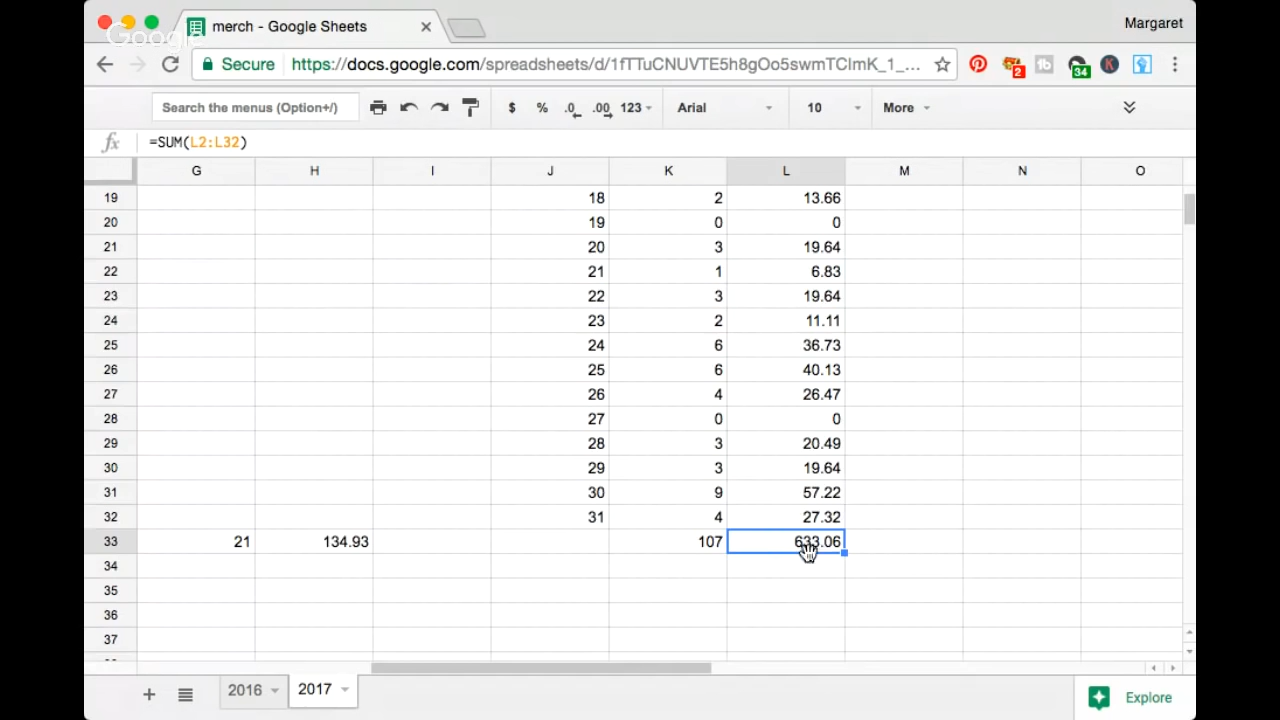 merch - Google Sheets
Margaret
Google
Secure https://docs.google.com/spreadsheets/d/1fTTuCNUVTE5h8gOo5swmTClmK_1_...
2
34
K
Search the menus (Option+/) $ % .0 .00 123 Arial 10 More
fx =SUM(L2:L32)
G H I J K L M N O
19 18 2 13.66
20 19 0 0
21 20 3 19.64
22 21 1 6.83
23 22 3 19.64
24 23 2 11.11
25 24 6 36.73
26 25 6 40.13
27 26 4 26.47
28 27 0 0
29 28 3 20.49
30 29 3 19.64
31 30 9 57.22
32 31 4 27.32
33 21 134.93 107 633.06
34
35
36
37
2016 2017 Explore